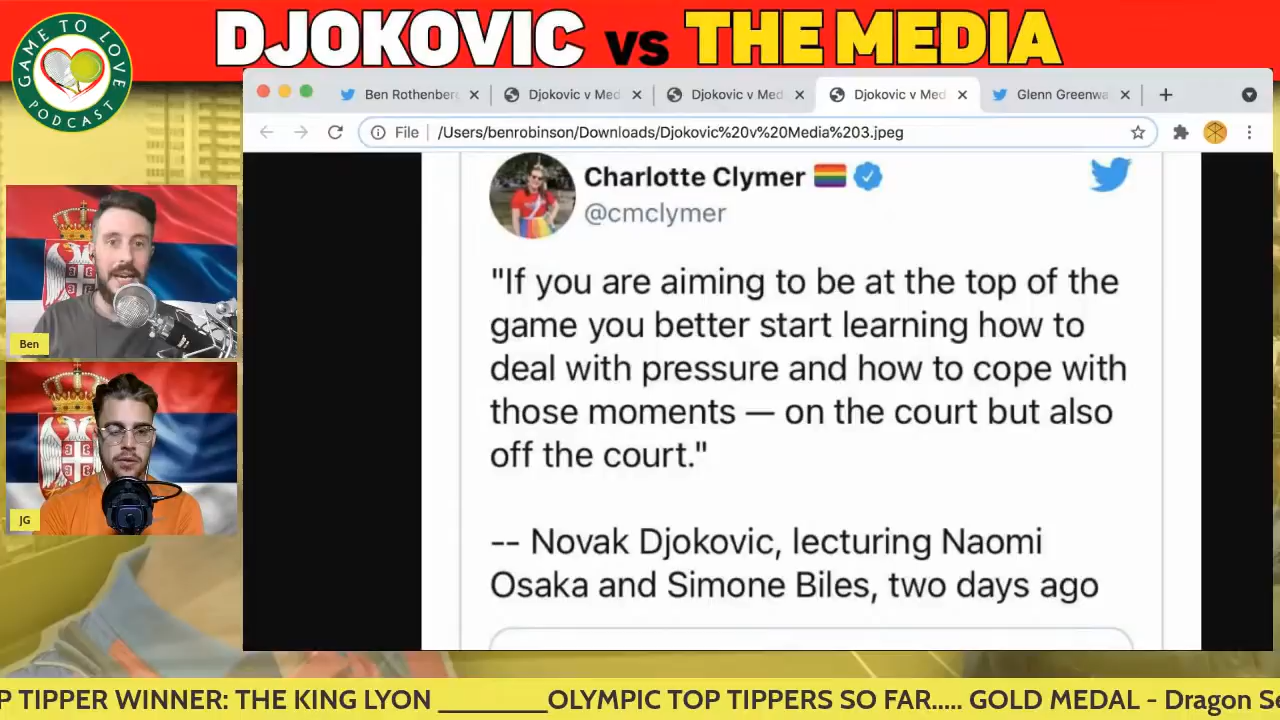 DJOKOVIC vs THE MEDIA
GAME TO LOVE
PODCAST
Ben Rothenber
Djokovic v Med
Djokovic v Med
Djokovic v Med
Glenn Greenwa
File
/Users/benrobinson/Downloads/Djokovic%20v%20Media%203.jpeg
Charlotte Clymer
@cmclymer
"If you are aiming to be at the top of the
game you better start learning how to
deal with pressure and how to cope with
those moments — on the court but also
off the court."
-- Novak Djokovic, lecturing Naomi
Osaka and Simone Biles, two days ago
Ben
JG
P TIPPER WINNER: THE KING LYON ________OLYMPIC TOP TIPPERS SO FAR..... GOLD MEDAL - Dragon Se